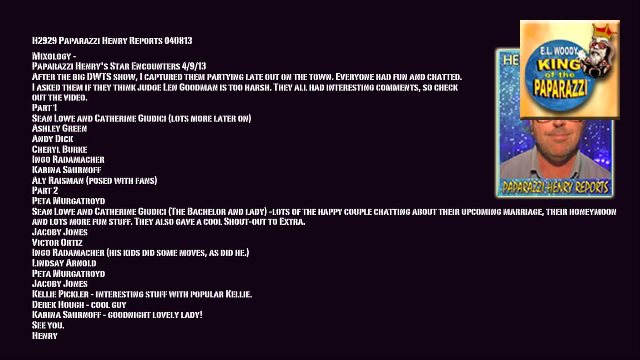 H2929 Paparazzi Henry Reports 040813
Mixology -
Paparazzi Henry's Star Encounters 4/9/13
After the big DWTS show, I captured them partying late out on the town. Everyone had fun and chatted.
I asked them if they think Judge Len Goodman is too harsh. They all had interesting comments, so check
out the video.
Part 1
Sean Lowe and Catherine Giudici (lots more later on)
Ashley Green
Andy Dick
Cheryl Burke
Ingo Radamacher
Karina Smirnoff
Aly Raisman (posed with fans)
Part 2
Peta Murgatroyd
Sean Lowe and Catherine Giudici (The Bachelor and lady) -lots of the happy couple chatting about their upcoming marriage, their honeymoon
and lots more fun stuff. They also gave a cool Shout-out to Extra.
Jacoby Jones
Victor Ortiz
Ingo Radamacher (his kids did some moves, as did he.)
Lindsay Arnold
Peta Murgatroyd
Jacoby Jones
Kellie Pickler - interesting stuff with popular Kellie.
Derek Hough - cool guy
Karina Smirnoff - goodnight lovely lady!
See you.
Henry
HE
E.L. WOODY
KING
of the
PAPARAZZI
PAPARAZZI HENRY REPORTS